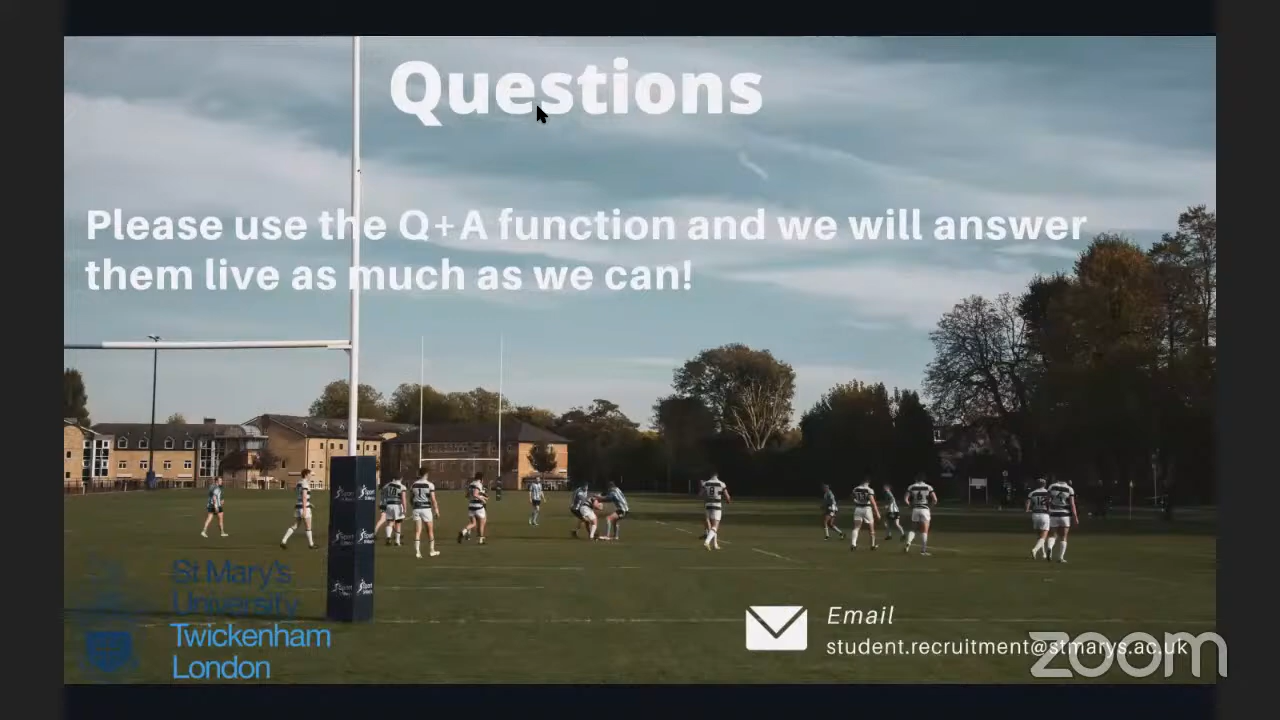 Questions
Please use the Q+A function and we will answer
them live as much as we can!
St Mary's
University
Twickenham
London
Email
student.recruitment@stmarys.ac.uk
zoom